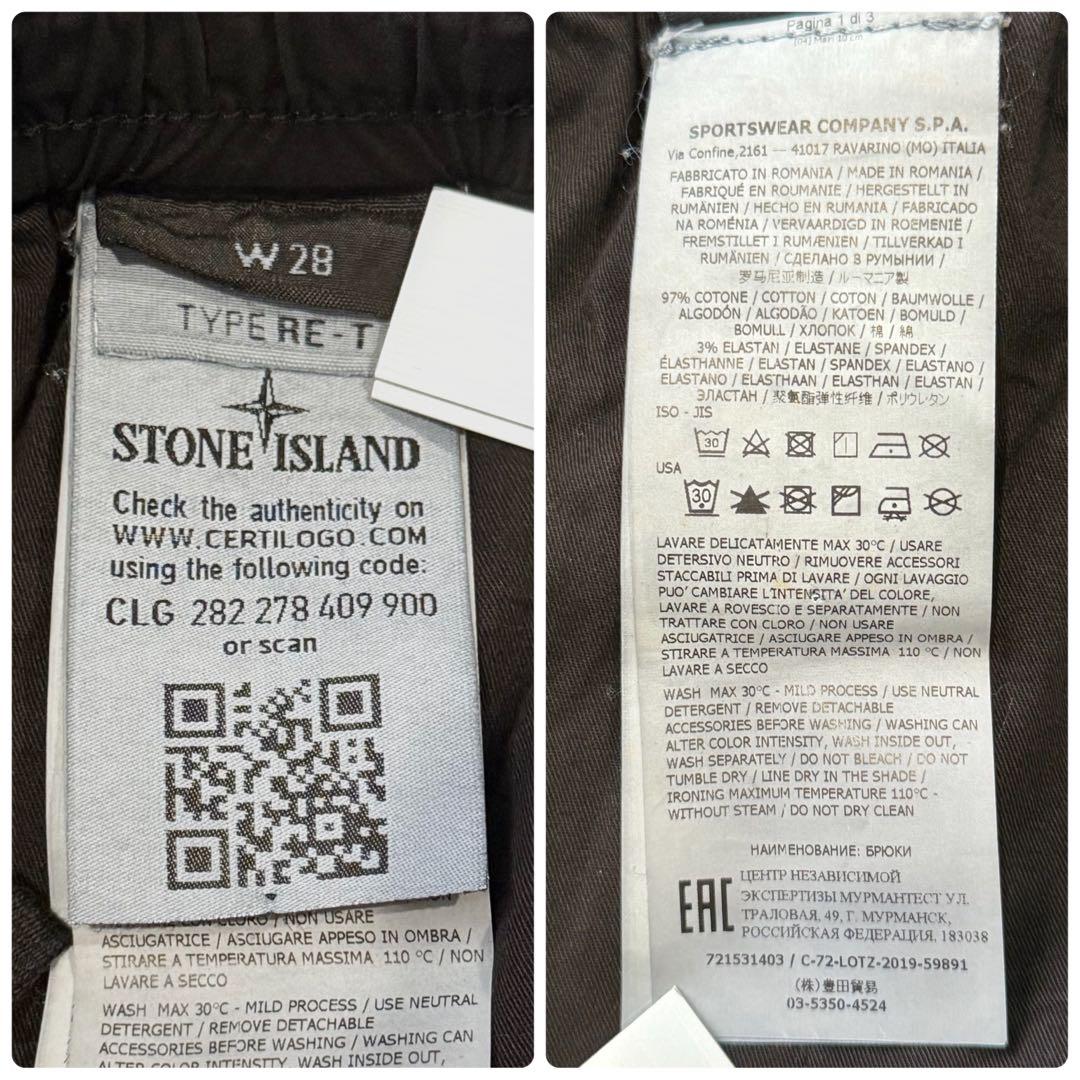 W 28
TYPE RE-T
STONE ISLAND
Check the authenticity on
WWW.CERTILOGO.COM
using the following code:
CLG 282 278 409 900
or scan
NON USARE
ASCIUGATRICE / ASCIUGARE APPESO IN OMBRA /
STIRARE A TEMPERATURA MASSIMA 110 °C / NON
LAVARE A SECCO
WASH MAX 30°C - MILD PROCESS / USE NEUTRAL
DETERGENT / REMOVE DETACHABLE
ACCESSORIES BEFORE WASHING / WASHING CAN
ALTER COLOR INTENSITY, WASH INSIDE OUT,
Pagina 1 di 3
SPORTSWEAR COMPANY S.P.A.
Via Confine,2161 — 41017 RAVARINO (MO) ITALIA
FABBRICATO IN ROMANIA / MADE IN ROMANIA /
FABRIQUÉ EN ROUMANIE / HERGESTELLT IN
RUMÄNIEN / HECHO EN RUMANIA / FABRICADO
NA ROMÉNIA / VERVAARDIGD IN ROEMENIË /
FREMSTILLET I RUMÆNIEN / TILLVERKAD I
RUMÄNIEN / СДЕЛАНО В РУМЫНИИ /
罗马尼亚制造 / ルーマニア製
97% COTONE / COTTON / COTON / BAUMWOLLE /
ALGODÓN / ALGODÃO / KATOEN / BOMULD /
BOMULL / ХЛОПОК / 棉 / 綿
3% ELASTAN / ELASTANE / SPANDEX /
ÉLASTHANNE / ELASTAN / SPANDEX / ELASTANO /
ELASTANO / ELASTHAAN / ELASTHAN / ELASTAN /
ЭЛАСТАН / 聚氨酯弹性纤维 / ポリウレタン
ISO - JIS
30
USA
30
LAVARE DELICATAMENTE MAX 30°C / USARE
DETERSIVO NEUTRO / RIMUOVERE ACCESSORI
STACCABILI PRIMA DI LAVARE / OGNI LAVAGGIO
PUO' CAMBIARE L'INTENSITA' DEL COLORE,
LAVARE A ROVESCIO E SEPARATAMENTE / NON
TRATTARE CON CLORO / NON USARE
ASCIUGATRICE / ASCIUGARE APPESO IN OMBRA /
STIRARE A TEMPERATURA MASSIMA 110 °C / NON
LAVARE A SECCO
WASH MAX 30°C - MILD PROCESS / USE NEUTRAL
DETERGENT / REMOVE DETACHABLE
ACCESSORIES BEFORE WASHING / WASHING CAN
ALTER COLOR INTENSITY, WASH INSIDE OUT,
WASH SEPARATELY / DO NOT BLEACH / DO NOT
TUMBLE DRY / LINE DRY IN THE SHADE /
IRONING MAXIMUM TEMPERATURE 110°C -
WITHOUT STEAM / DO NOT DRY CLEAN
НАИМЕНОВАНИЕ: БРЮКИ
EAC
ЦЕНТР НЕЗАВИСИМОЙ
ЭКСПЕРТИЗЫ МУРМАНТЕСТ УЛ.
ТРАЛОВАЯ, 49, Г. МУРМАНСК,
РОССИЙСКАЯ ФЕДЕРАЦИЯ, 183038
721531403 / C-72-LOTZ-2019-59891
(株)豊田貿易
03-5350-4524